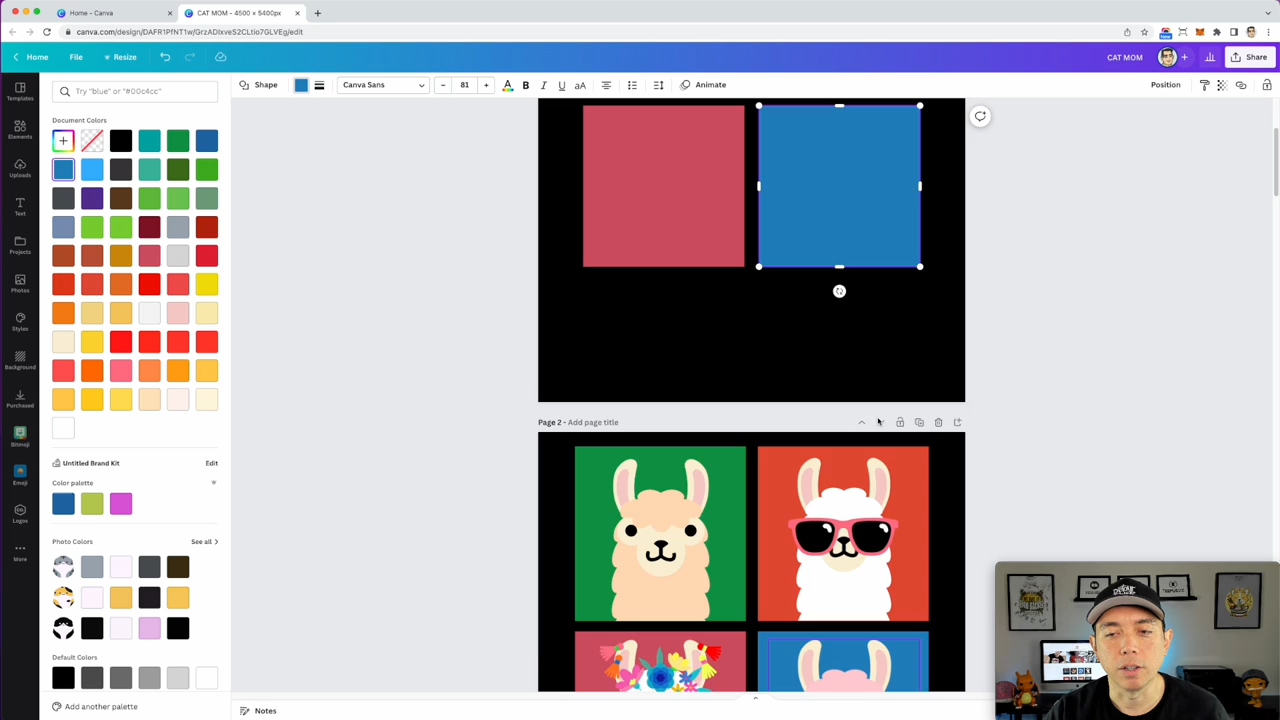 Home – Canva
CAT MOM – 4500 × 5400px
canva.com/design/DAFR1PfNT1w/GrzADIxveS2CLtio7GLVEg/edit
Home
File
Resize
CAT MOM
Share
New
Try "blue" or "#00c4cc"
Shape
Canva Sans
81
B
I
U
aA
Animate
Position
Templates
Elements
Uploads
Text
Projects
Photos
Styles
Background
Purchased
Bitmoji
Emoji
Logos
More
Document Colors
Untitled Brand Kit
Edit
Color palette
Photo Colors
See all
Default Colors
Add another palette
Page 2 - Add page title
Notes